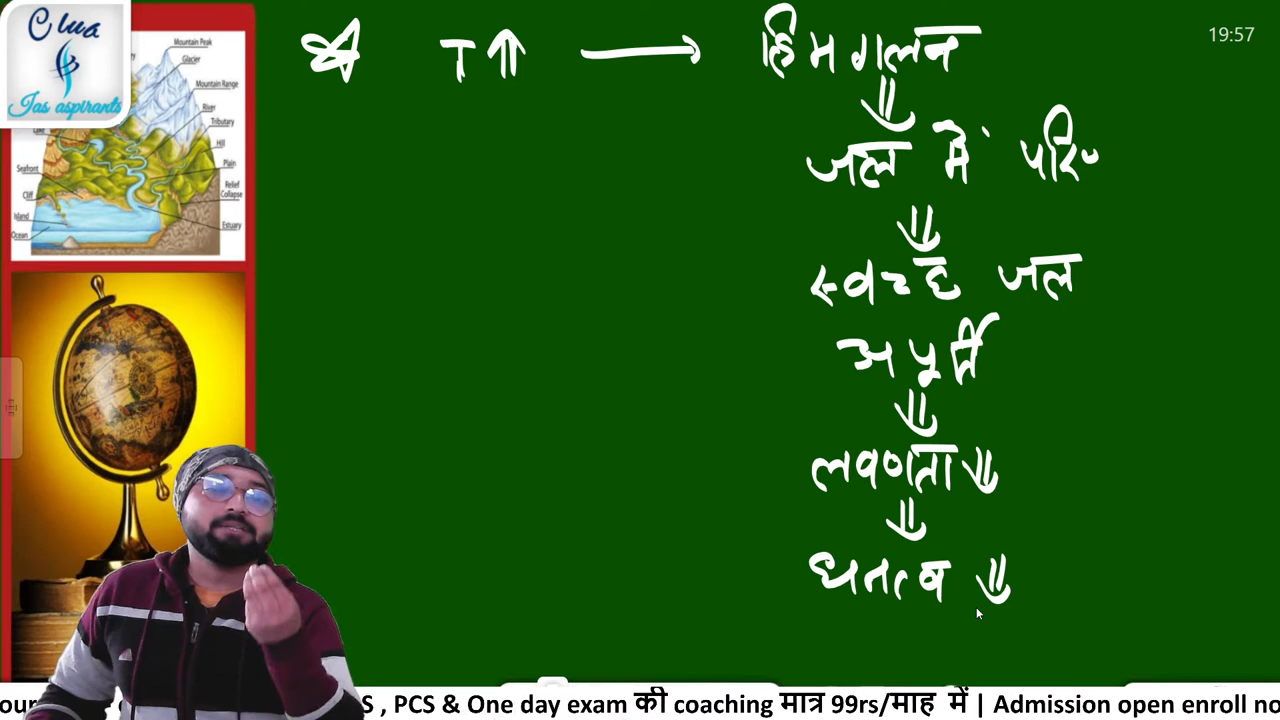 Clua
Ias aspirants
Mountain Peak
Glacier
Mountain Range
River
Tributary
Hill
Lake
Plain
Seafront
Relief
Collapse
Cliff
Island
Estuary
Ocean
19:57
T⇑ → हिमगलन
⇓
जल में परि॰
⇓
स्वच्छ जल
अपूर्ति
⇓
लवणता ⇓
⇓
घनत्व ⇓
S , PCS & One day exam की coaching मात्र 99rs/माह में | Admission open enroll no